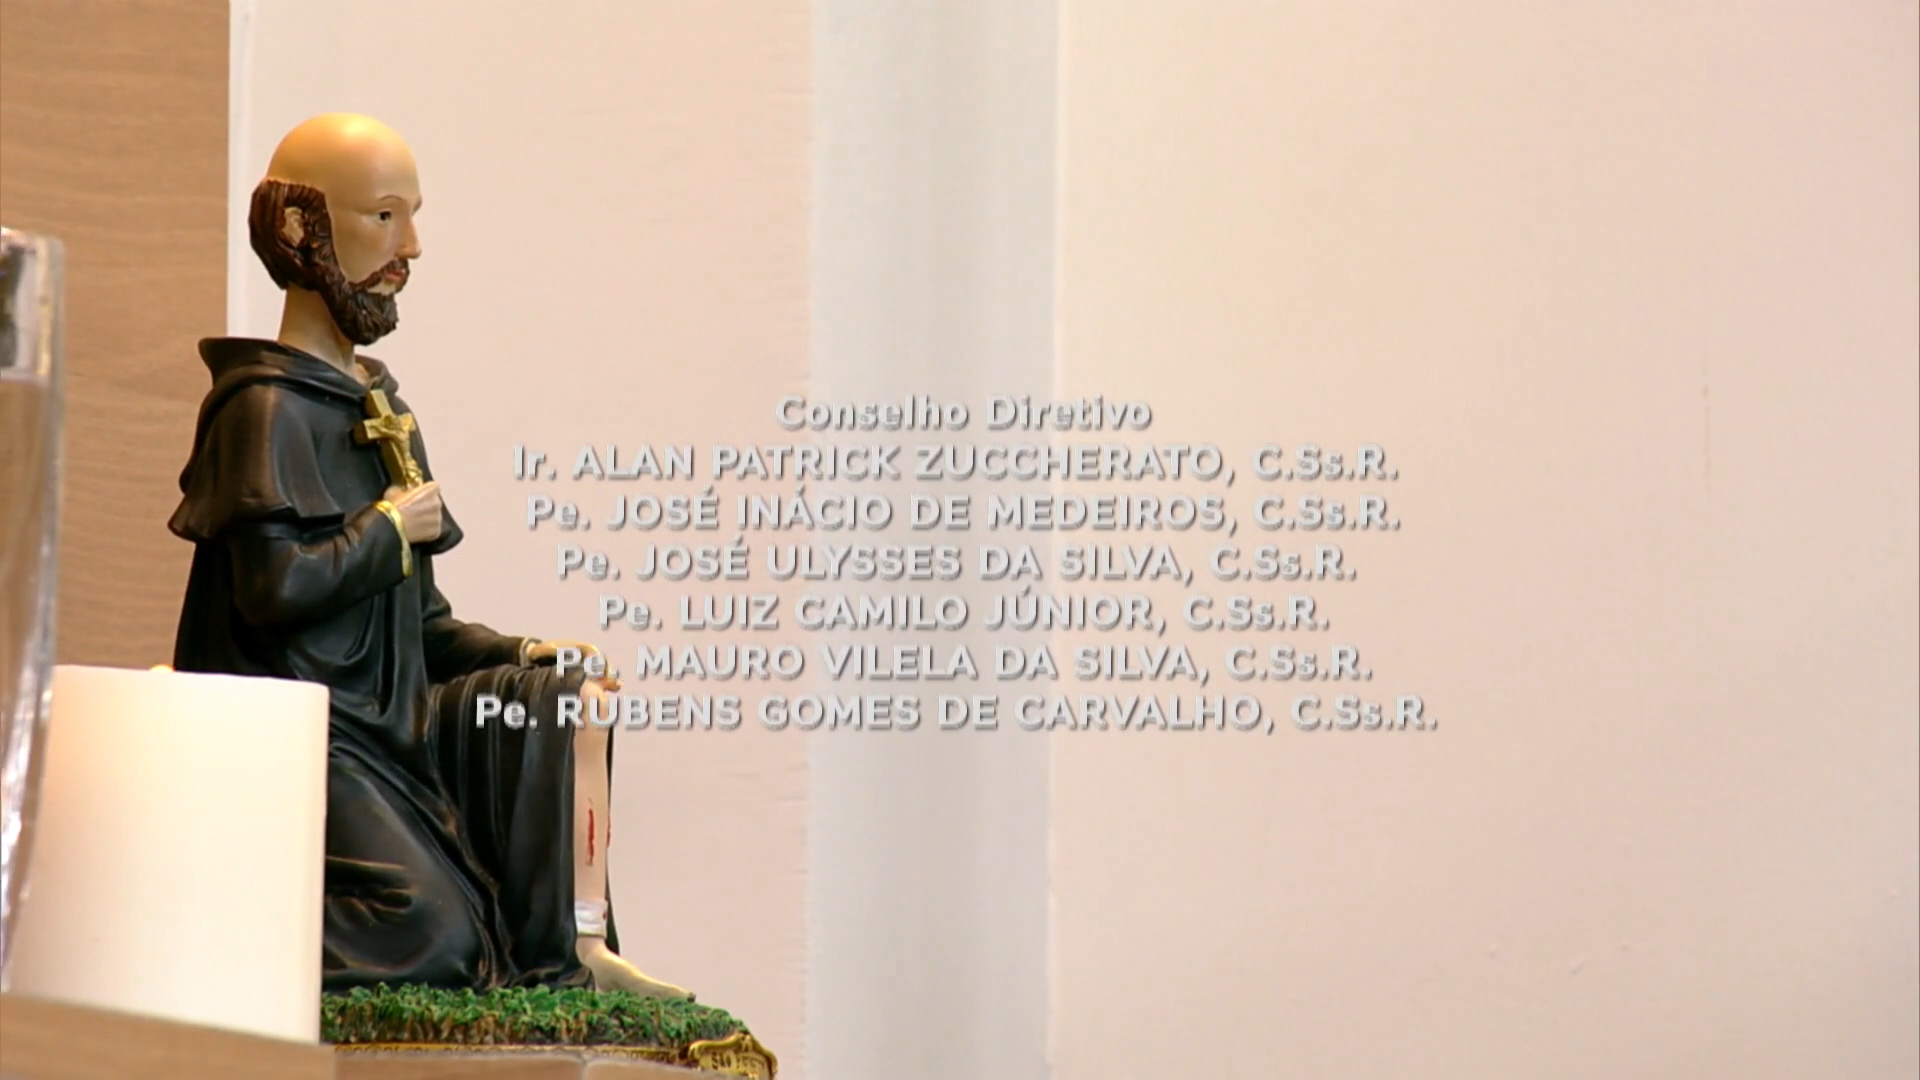 Conselho Diretivo
Ir. ALAN PATRICK ZUCCHERATO, C.Ss.R.
Pe. JOSÉ INÁCIO DE MEDEIROS, C.Ss.R.
Pe. JOSÉ ULYSSES DA SILVA, C.Ss.R.
Pe. LUIZ CAMILO JÚNIOR, C.Ss.R.
Pe. MAURO VILELA DA SILVA, C.Ss.R.
Pe. RUBENS GOMES DE CARVALHO, C.Ss.R.
SÃO